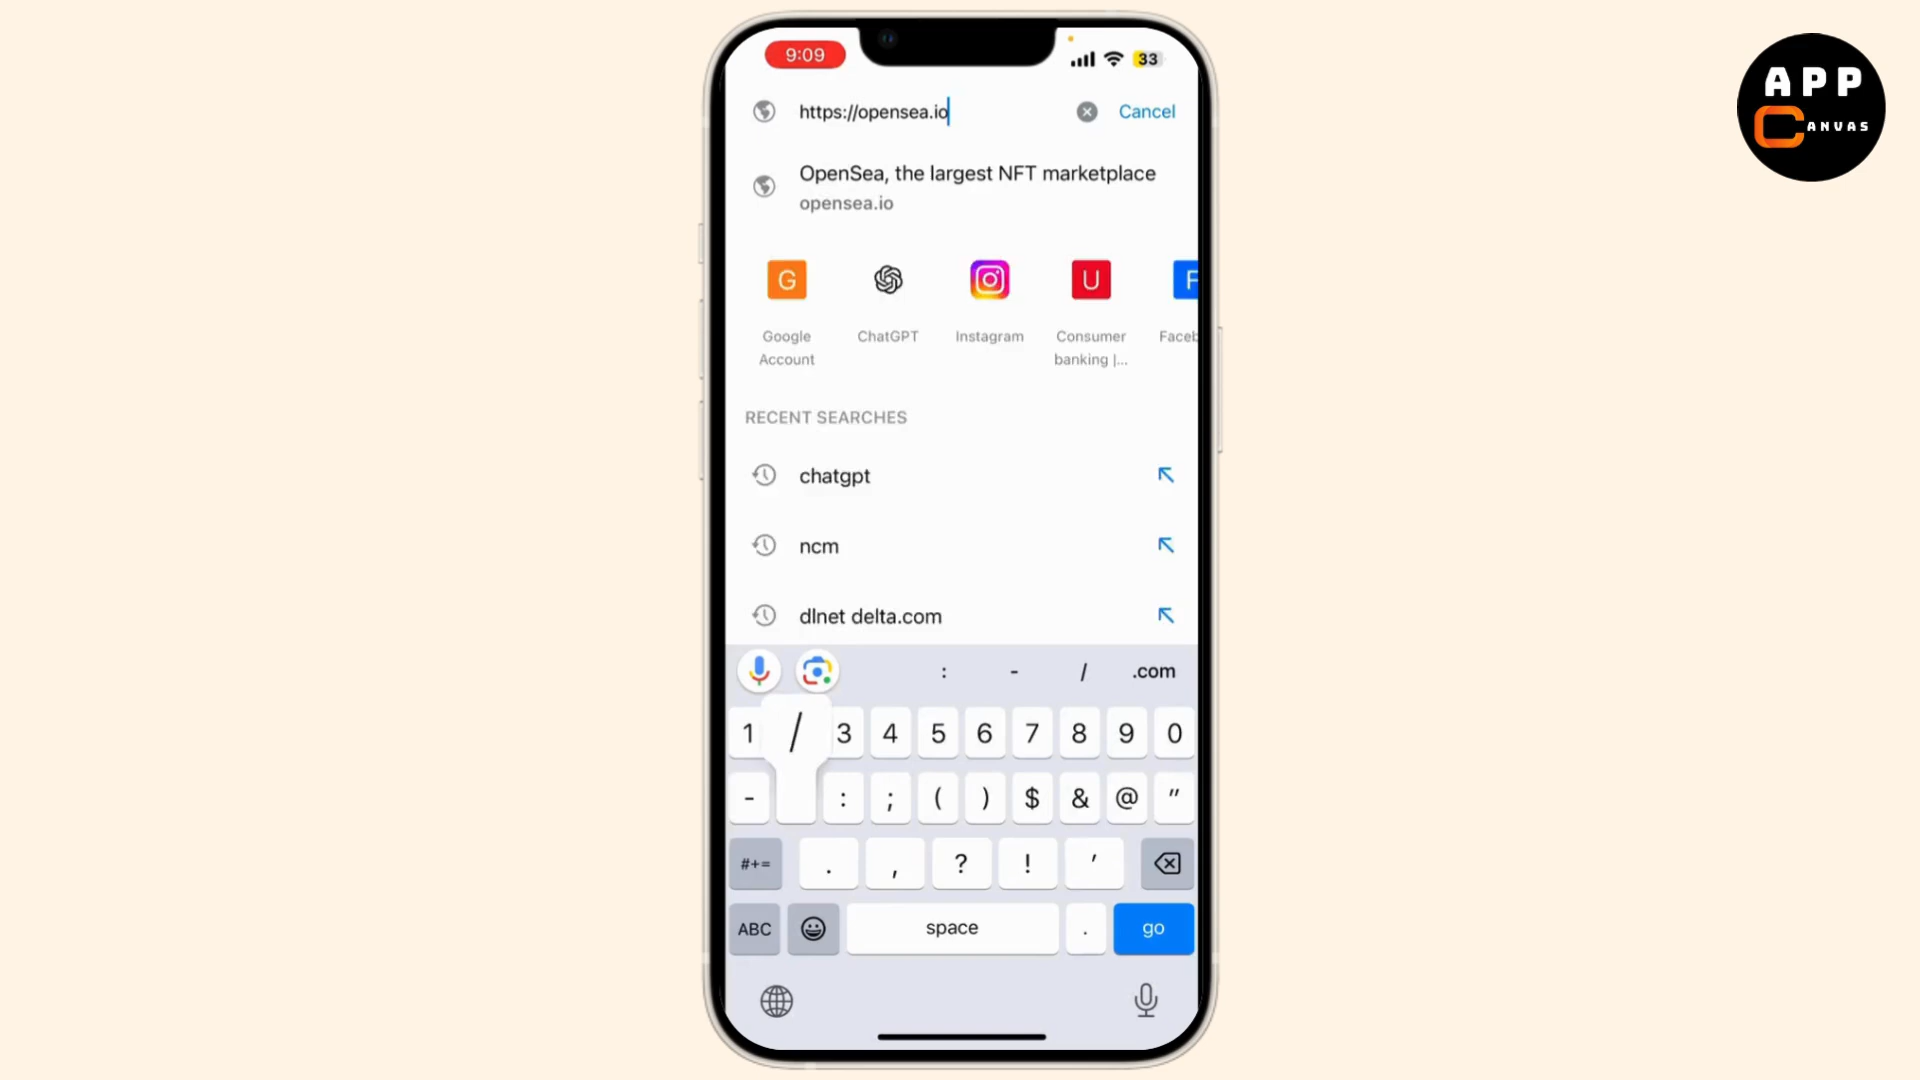 9:09
33
https://opensea.io
Cancel
OpenSea, the largest NFT marketplace
opensea.io
G
U
F
Google
Account
ChatGPT
Instagram
Consumer
banking |...
Faceb
RECENT SEARCHES
chatgpt
ncm
dlnet delta.com
: - / .com
1 / 3 4 5 6 7 8 9 0
- : ; ( ) $ & @ "
#+= . , ? ! '
ABC space . go
APP
CANVAS